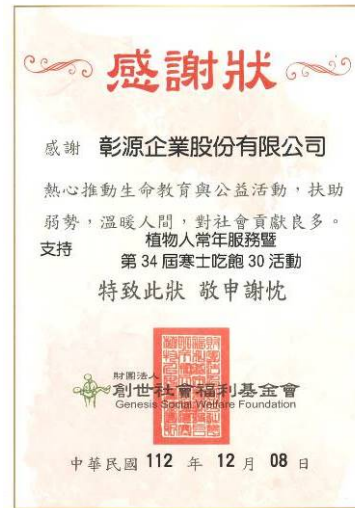 感謝狀
感謝 彰源企業股份有限公司
熱心推動生命教育與公益活動，扶助
弱勢，溫暖人間，對社會貢獻良多。
支持 植物人常年服務暨
第 34 屆寒士吃飽 30 活動
特致此狀 敬申謝忱
財團法人
創世社會福利基金會
Genesis Social Welfare Foundation
中華民國 112 年 12 月 08 日